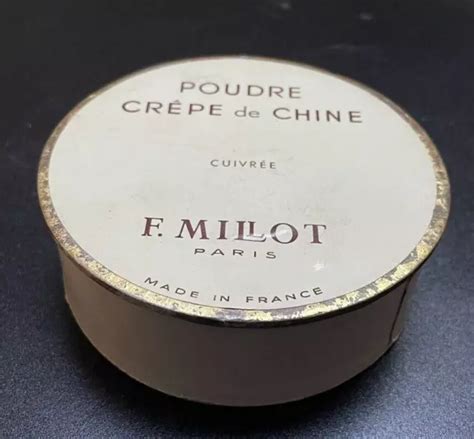 POUDRE
CRÊPE de CHINE
CUIVRÉE
F. MILLOT
PARIS
MADE IN FRANCE